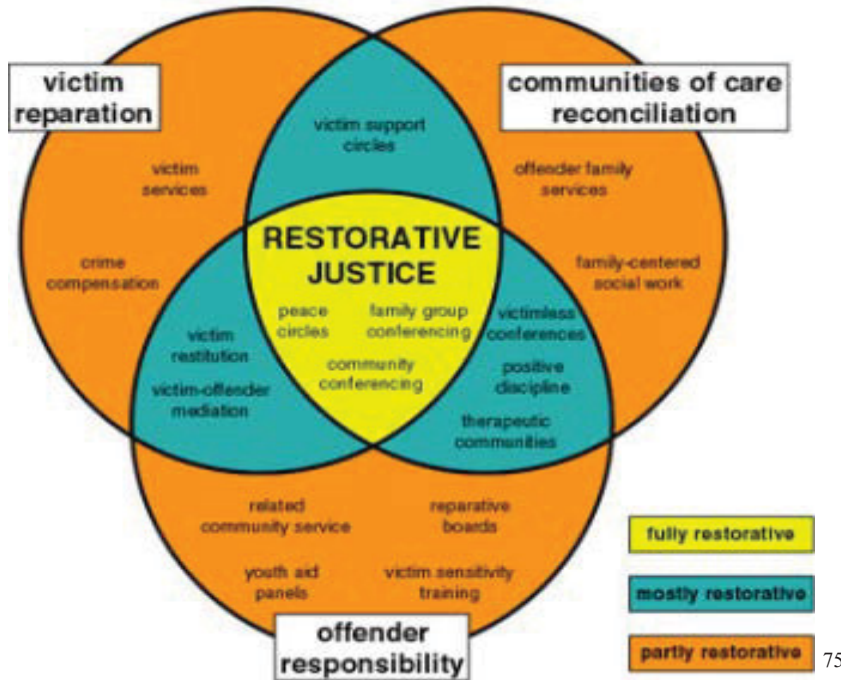 victim
reparation
communities of care
reconciliation
victim support
circles
victim
services
offender family
services
crime
compensation
family-centered
social work
RESTORATIVE
JUSTICE
peace
circles
family group
conferencing
community
conferencing
victim
restitution
victim-offender
mediation
victimless
conferences
positive
discipline
therapeutic
communities
related
community service
reparative
boards
youth aid
panels
victim sensitivity
training
offender
responsibility
fully restorative
mostly restorative
partly restorative
75